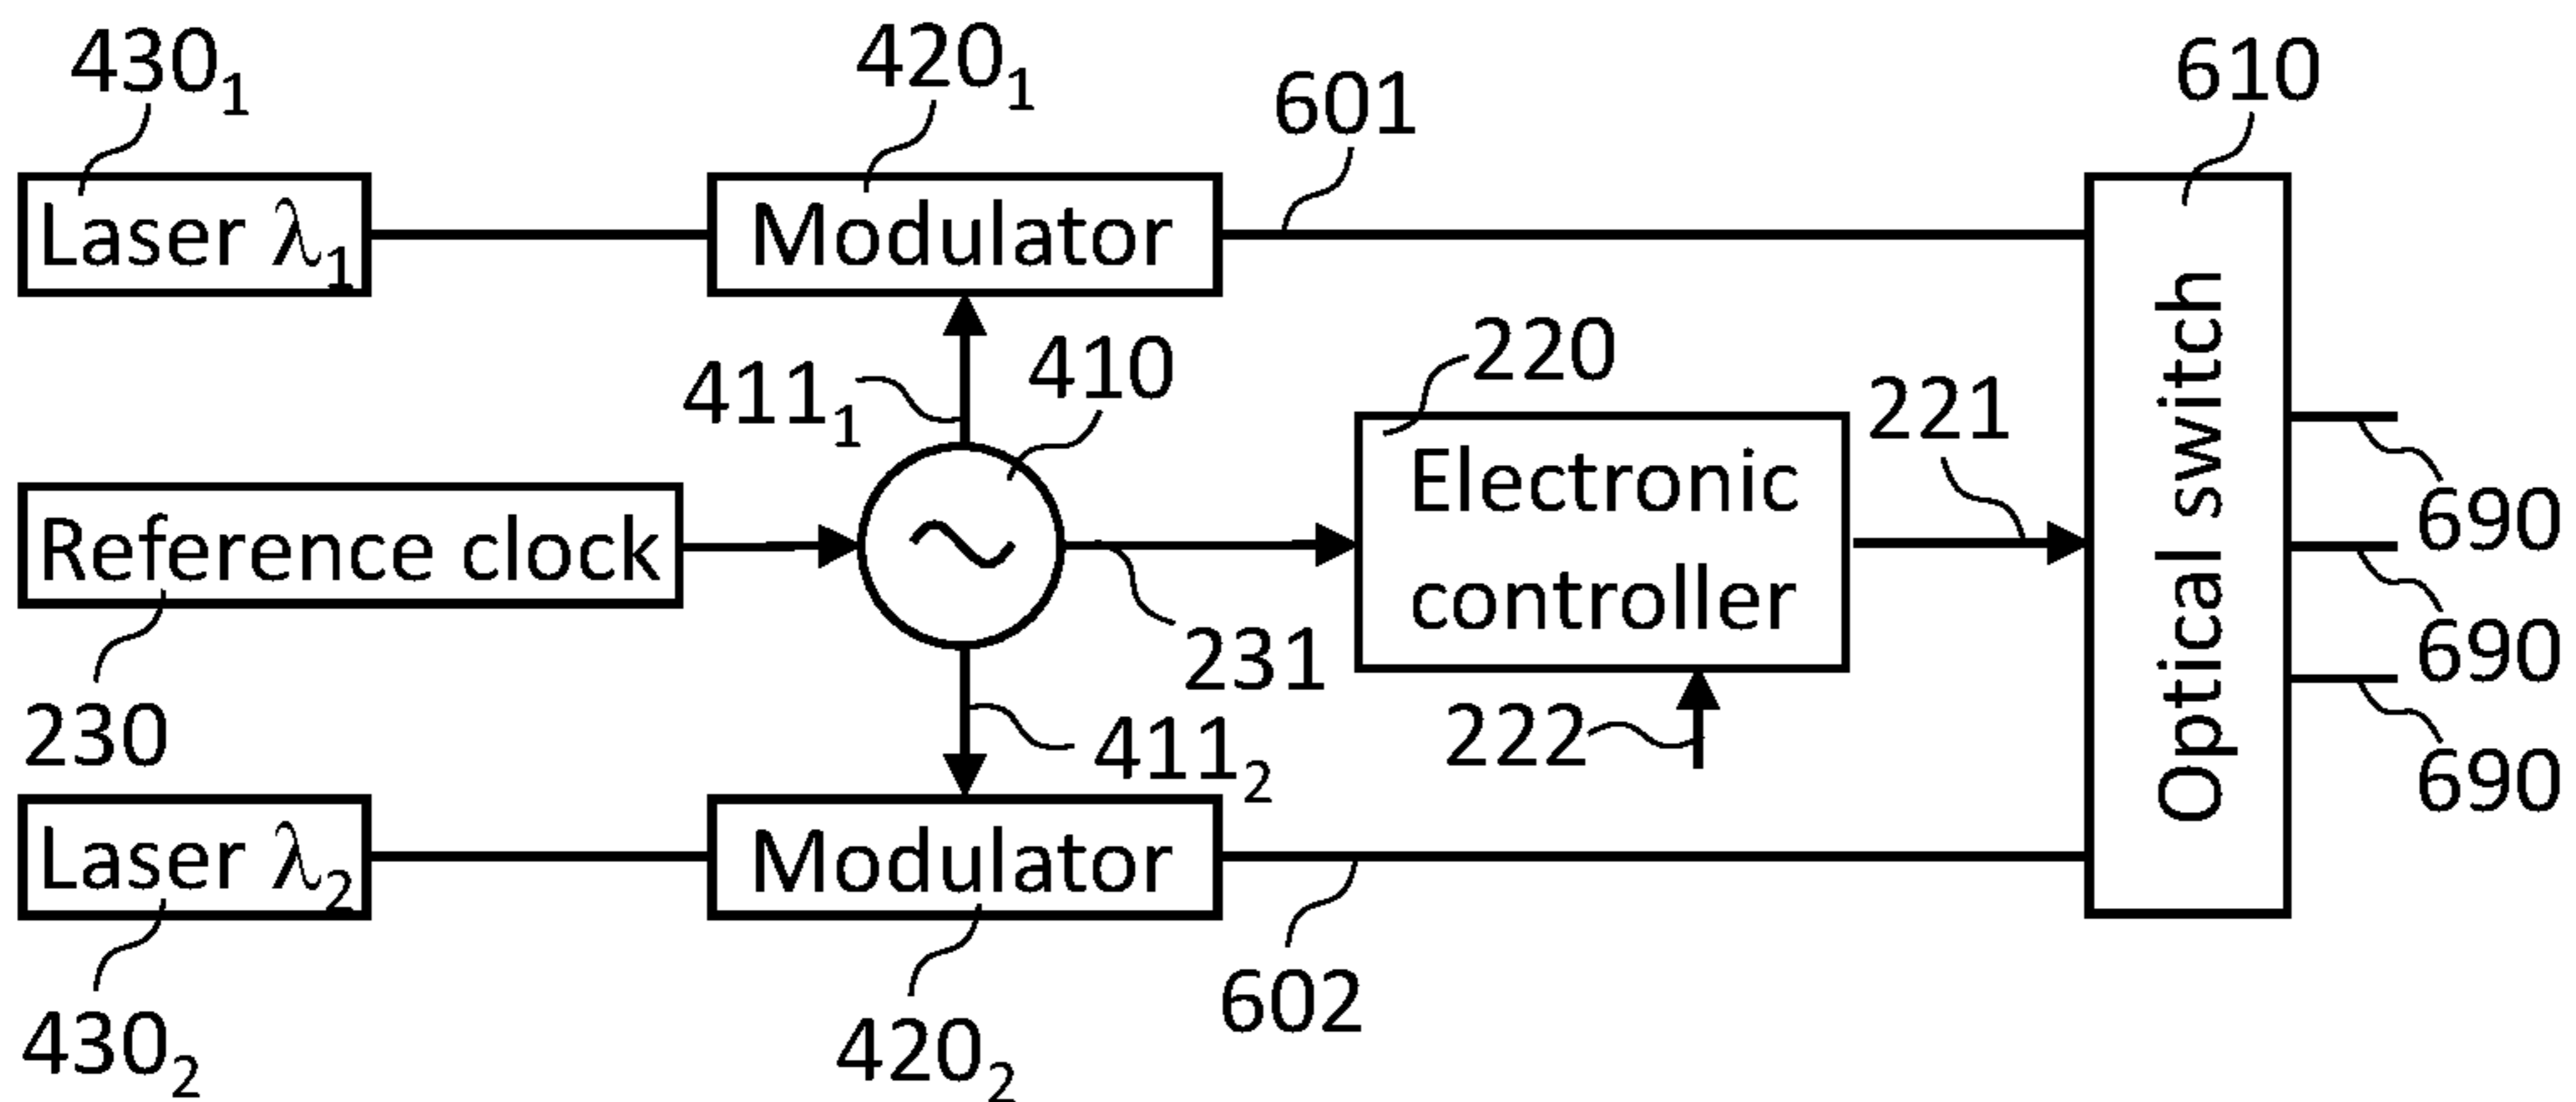 430₁
420₁
601
610
Laser λ₁
Modulator
411₁
410
220
221
Electronic
controller
Optical switch
690
Reference clock
231
690
230
411₂
222
690
Laser λ₂
Modulator
430₂
420₂
602